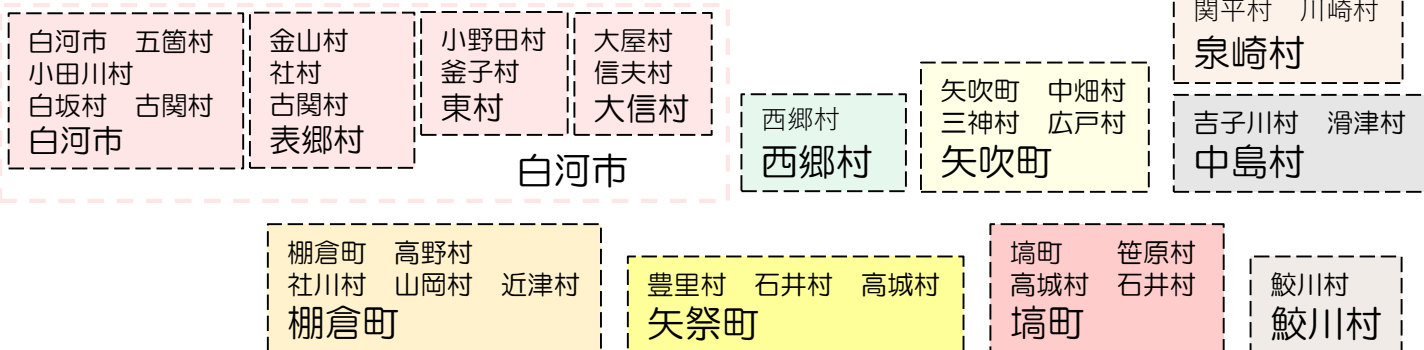 白河市　五箇村
小田川村
白坂村　古関村
白河市
金山村
社村
古関村
表郷村
小野田村
釜子村
東村
大屋村
信夫村
大信村
白河市
西郷村
西郷村
矢吹町　中畑村
三神村　広戸村
矢吹町
関平村　川崎村
泉崎村
吉子川村　滑津村
中島村
棚倉町　高野村
社川村　山岡村　近津村
棚倉町
豊里村　石井村　高城村
矢祭町
塙町　笹原村
高城村　石井村
塙町
鮫川村
鮫川村